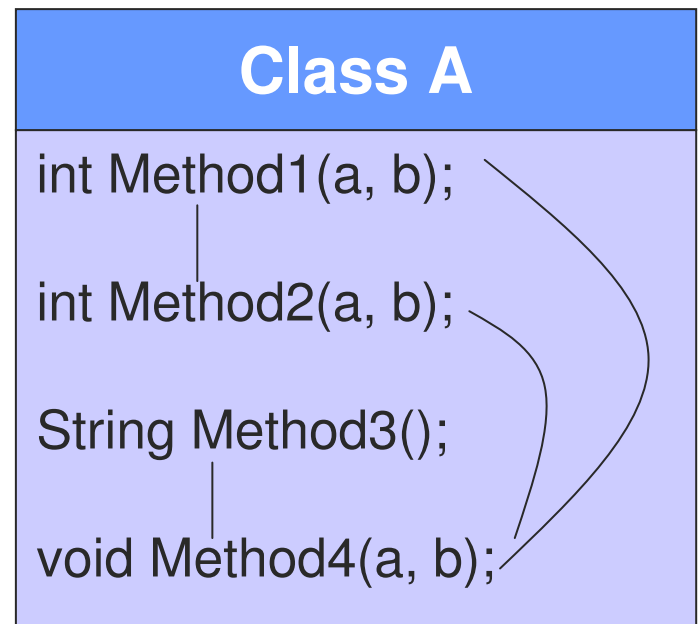 Class A
int Method1(a, b);
int Method2(a, b);
String Method3();
void Method4(a, b);